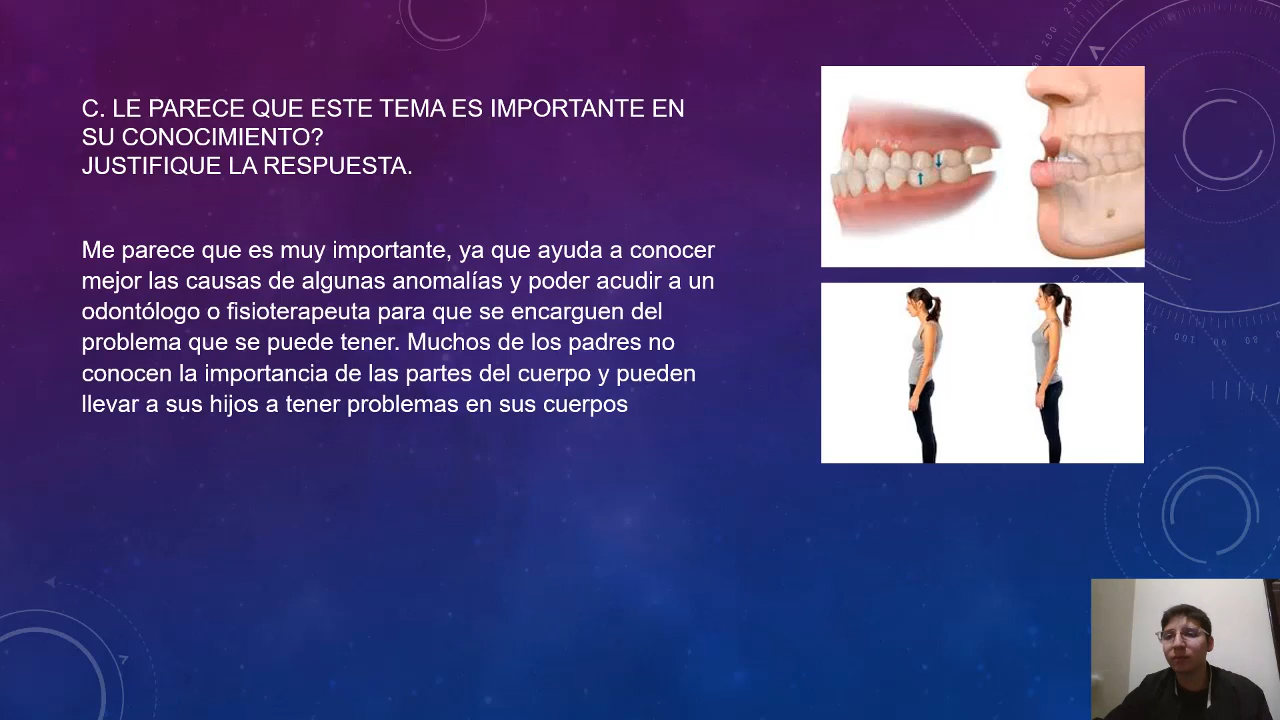 C. LE PARECE QUE ESTE TEMA ES IMPORTANTE EN
SU CONOCIMIENTO?
JUSTIFIQUE LA RESPUESTA.
Me parece que es muy importante, ya que ayuda a conocer
mejor las causas de algunas anomalías y poder acudir a un
odontólogo o fisioterapeuta para que se encarguen del
problema que se puede tener. Muchos de los padres no
conocen la importancia de las partes del cuerpo y pueden
llevar a sus hijos a tener problemas en sus cuerpos